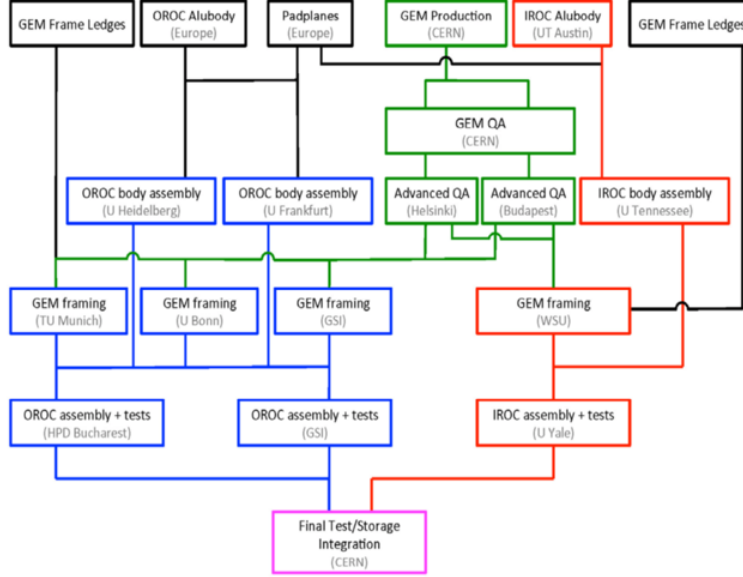 GEM Frame Ledges
OROC Alubody
(Europe)
Padplanes
(Europe)
GEM Production
(CERN)
IROC Alubody
(UT Austin)
GEM Frame Ledges
GEM QA
(CERN)
OROC body assembly
(U Heidelberg)
OROC body assembly
(U Frankfurt)
Advanced QA
(Helsinki)
Advanced QA
(Budapest)
IROC body assembly
(U Tennessee)
GEM framing
(TU Munich)
GEM framing
(U Bonn)
GEM framing
(GSI)
GEM framing
(WSU)
OROC assembly + tests
(HPD Bucharest)
OROC assembly + tests
(GSI)
IROC assembly + tests
(U Yale)
Final Test/Storage
Integration
(CERN)